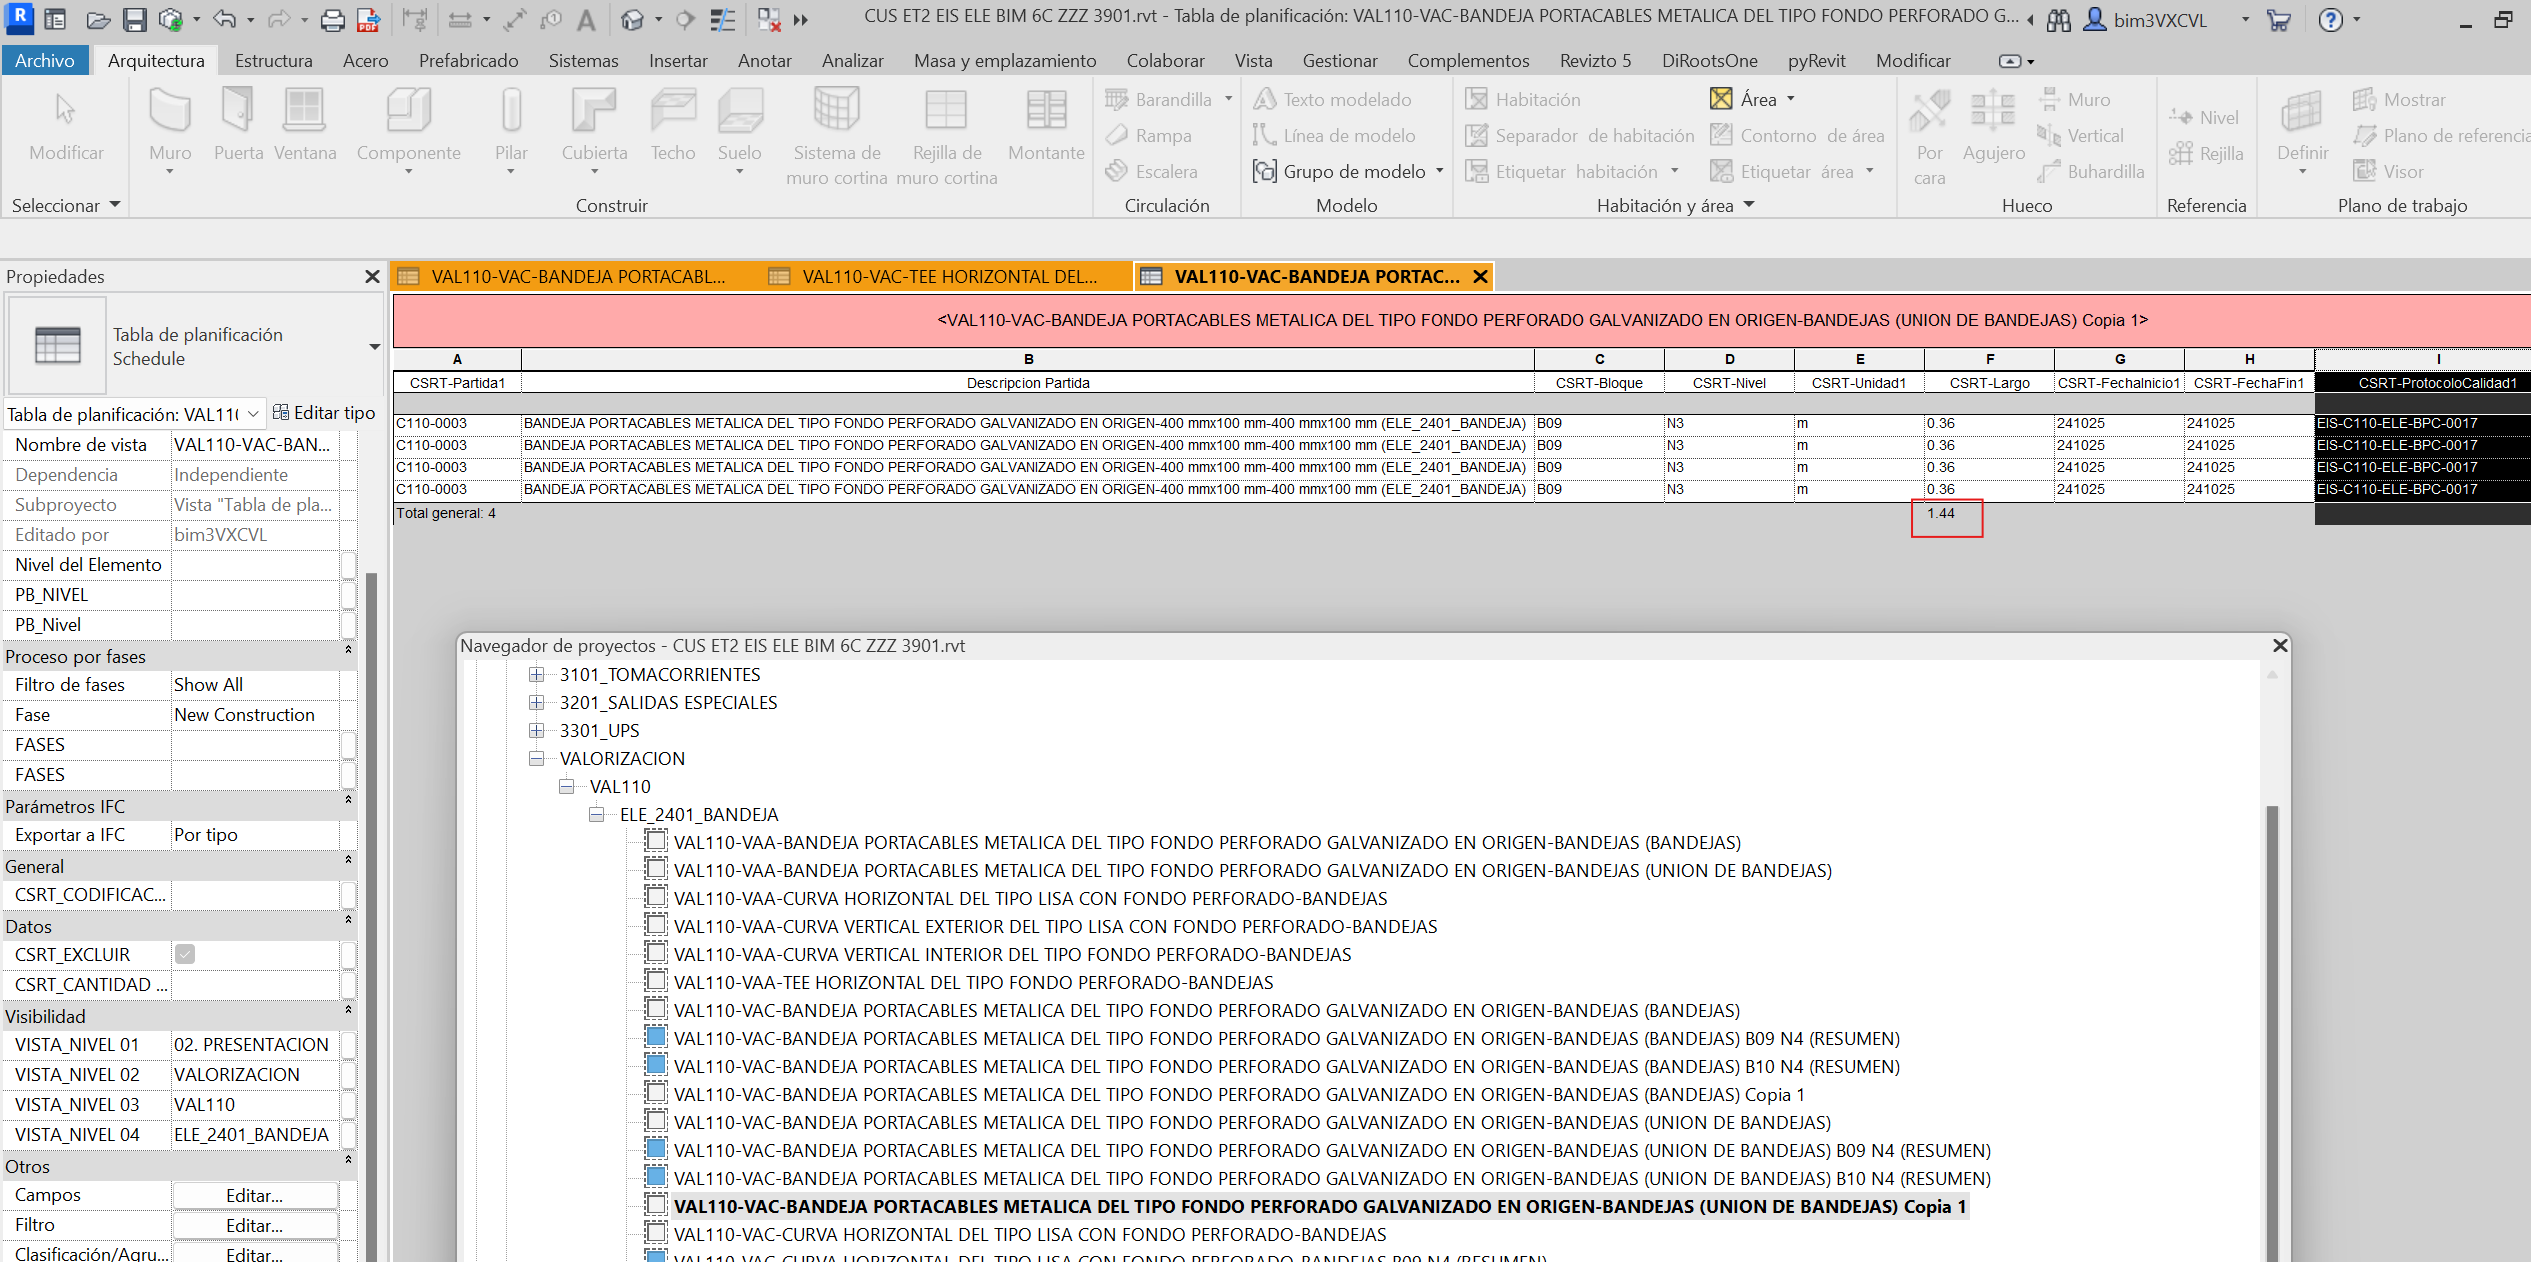 CUS ET2 EIS ELE BIM 6C ZZZ 3901.rvt - Tabla de planificación: VAL110-VAC-BANDEJA PORTACABLES METALICA DEL TIPO FONDO PERFORADO G...
bim3VXCVL
Archivo Arquitectura Estructura Acero Prefabricado Sistemas Insertar Anotar Analizar Masa y emplazamiento Colaborar Vista Gestionar Complementos Revizto 5 DiRootsOne pyRevit Modificar
Modificar
Seleccionar
Muro Puerta Ventana Componente Pilar Cubierta Techo Suelo Sistema de muro cortina Rejilla de muro cortina Montante
Construir
Barandilla
Rampa
Escalera
Circulación
Texto modelado
Línea de modelo
Grupo de modelo
Modelo
Habitación
Separador de habitación
Etiquetar habitación
Área
Contorno de área
Etiquetar área
Habitación y área
Por cara
Agujero
Muro
Vertical
Buhardilla
Hueco
Nivel
Rejilla
Referencia
Definir
Mostrar
Plano de referencia
Visor
Plano de trabajo
Propiedades
Tabla de planificación
Schedule
Tabla de planificación: VAL11(
Editar tipo
Nombre de vista VAL110-VAC-BAN...
Dependencia Independiente
Subproyecto Vista "Tabla de pla...
Editado por bim3VXCVL
Nivel del Elemento
PB_NIVEL
PB_Nivel
Proceso por fases
Filtro de fases Show All
Fase New Construction
FASES
FASES
Parámetros IFC
Exportar a IFC Por tipo
General
CSRT_CODIFICAC...
Datos
CSRT_EXCLUIR
CSRT_CANTIDAD ...
Visibilidad
VISTA_NIVEL 01 02. PRESENTACION
VISTA_NIVEL 02 VALORIZACION
VISTA_NIVEL 03 VAL110
VISTA_NIVEL 04 ELE_2401_BANDEJA
Otros
Campos Editar...
Filtro Editar...
Clasificación/Agru... Editar...
VAL110-VAC-BANDEJA PORTACABL...
VAL110-VAC-TEE HORIZONTAL DEL...
VAL110-VAC-BANDEJA PORTAC...
<VAL110-VAC-BANDEJA PORTACABLES METALICA DEL TIPO FONDO PERFORADO GALVANIZADO EN ORIGEN-BANDEJAS (UNION DE BANDEJAS) Copia 1>
A B C D E F G H I
CSRT-Partida1 Descripcion Partida CSRT-Bloque CSRT-Nivel CSRT-Unidad1 CSRT-Largo CSRT-FechaInicio1 CSRT-FechaFin1 CSRT-ProtocoloCalidad1
C110-0003 BANDEJA PORTACABLES METALICA DEL TIPO FONDO PERFORADO GALVANIZADO EN ORIGEN-400 mmx100 mm-400 mmx100 mm (ELE_2401_BANDEJA) B09 N3 m 0.36 241025 241025 EIS-C110-ELE-BPC-0017
C110-0003 BANDEJA PORTACABLES METALICA DEL TIPO FONDO PERFORADO GALVANIZADO EN ORIGEN-400 mmx100 mm-400 mmx100 mm (ELE_2401_BANDEJA) B09 N3 m 0.36 241025 241025 EIS-C110-ELE-BPC-0017
C110-0003 BANDEJA PORTACABLES METALICA DEL TIPO FONDO PERFORADO GALVANIZADO EN ORIGEN-400 mmx100 mm-400 mmx100 mm (ELE_2401_BANDEJA) B09 N3 m 0.36 241025 241025 EIS-C110-ELE-BPC-0017
C110-0003 BANDEJA PORTACABLES METALICA DEL TIPO FONDO PERFORADO GALVANIZADO EN ORIGEN-400 mmx100 mm-400 mmx100 mm (ELE_2401_BANDEJA) B09 N3 m 0.36 241025 241025 EIS-C110-ELE-BPC-0017
Total general: 4 1.44
Navegador de proyectos - CUS ET2 EIS ELE BIM 6C ZZZ 3901.rvt
3101_TOMACORRIENTES
3201_SALIDAS ESPECIALES
3301_UPS
VALORIZACION
VAL110
ELE_2401_BANDEJA
VAL110-VAA-BANDEJA PORTACABLES METALICA DEL TIPO FONDO PERFORADO GALVANIZADO EN ORIGEN-BANDEJAS (BANDEJAS)
VAL110-VAA-BANDEJA PORTACABLES METALICA DEL TIPO FONDO PERFORADO GALVANIZADO EN ORIGEN-BANDEJAS (UNION DE BANDEJAS)
VAL110-VAA-CURVA HORIZONTAL DEL TIPO LISA CON FONDO PERFORADO-BANDEJAS
VAL110-VAA-CURVA VERTICAL EXTERIOR DEL TIPO LISA CON FONDO PERFORADO-BANDEJAS
VAL110-VAA-CURVA VERTICAL INTERIOR DEL TIPO FONDO PERFORADO-BANDEJAS
VAL110-VAA-TEE HORIZONTAL DEL TIPO FONDO PERFORADO-BANDEJAS
VAL110-VAC-BANDEJA PORTACABLES METALICA DEL TIPO FONDO PERFORADO GALVANIZADO EN ORIGEN-BANDEJAS (BANDEJAS)
VAL110-VAC-BANDEJA PORTACABLES METALICA DEL TIPO FONDO PERFORADO GALVANIZADO EN ORIGEN-BANDEJAS (BANDEJAS) B09 N4 (RESUMEN)
VAL110-VAC-BANDEJA PORTACABLES METALICA DEL TIPO FONDO PERFORADO GALVANIZADO EN ORIGEN-BANDEJAS (BANDEJAS) B10 N4 (RESUMEN)
VAL110-VAC-BANDEJA PORTACABLES METALICA DEL TIPO FONDO PERFORADO GALVANIZADO EN ORIGEN-BANDEJAS (BANDEJAS) Copia 1
VAL110-VAC-BANDEJA PORTACABLES METALICA DEL TIPO FONDO PERFORADO GALVANIZADO EN ORIGEN-BANDEJAS (UNION DE BANDEJAS)
VAL110-VAC-BANDEJA PORTACABLES METALICA DEL TIPO FONDO PERFORADO GALVANIZADO EN ORIGEN-BANDEJAS (UNION DE BANDEJAS) B09 N4 (RESUMEN)
VAL110-VAC-BANDEJA PORTACABLES METALICA DEL TIPO FONDO PERFORADO GALVANIZADO EN ORIGEN-BANDEJAS (UNION DE BANDEJAS) B10 N4 (RESUMEN)
VAL110-VAC-BANDEJA PORTACABLES METALICA DEL TIPO FONDO PERFORADO GALVANIZADO EN ORIGEN-BANDEJAS (UNION DE BANDEJAS) Copia 1
VAL110-VAC-CURVA HORIZONTAL DEL TIPO LISA CON FONDO PERFORADO-BANDEJAS
VAL110-VAC-CURVA HORIZONTAL DEL TIPO LISA CON FONDO PERFORADO-BANDEJAS B09 N4 (RESUMEN)